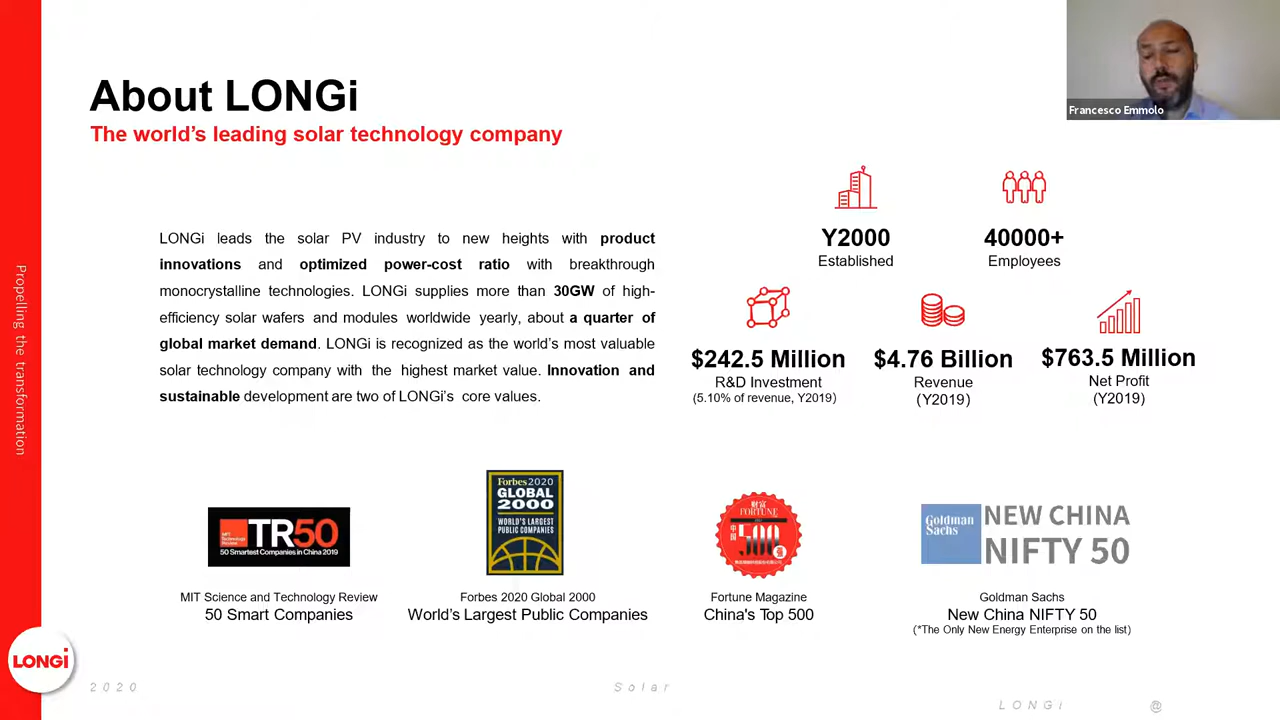 Francesco Emmolo
About LONGi
The world's leading solar technology company
Propelling the transformation
LONGi leads the solar PV industry to new heights with product
innovations and optimized power-cost ratio with breakthrough
monocrystalline technologies. LONGi supplies more than 30GW of high-
efficiency solar wafers and modules worldwide yearly, about a quarter of
global market demand. LONGi is recognized as the world's most valuable
solar technology company with the highest market value. Innovation and
sustainable development are two of LONGi's core values.
Y2000
Established
40000+
Employees
$242.5 Million
R&D Investment
(5.10% of revenue, Y2019)
$4.76 Billion
Revenue
(Y2019)
$763.5 Million
Net Profit
(Y2019)
MIT
Technology
Review
TR50
50 Smartest Companies in China 2019
MIT Science and Technology Review
50 Smart Companies
Forbes 2020
GLOBAL
2000
WORLD'S LARGEST
PUBLIC COMPANIES
Forbes 2020 Global 2000
World's Largest Public Companies
财富
FORTUNE
中国
500
强
Fortune Magazine
China's Top 500
Goldman
Sachs
NEW CHINA
NIFTY 50
Goldman Sachs
New China NIFTY 50
(*The Only New Energy Enterprise on the list)
LONGi
2020
Solar
LONGi @